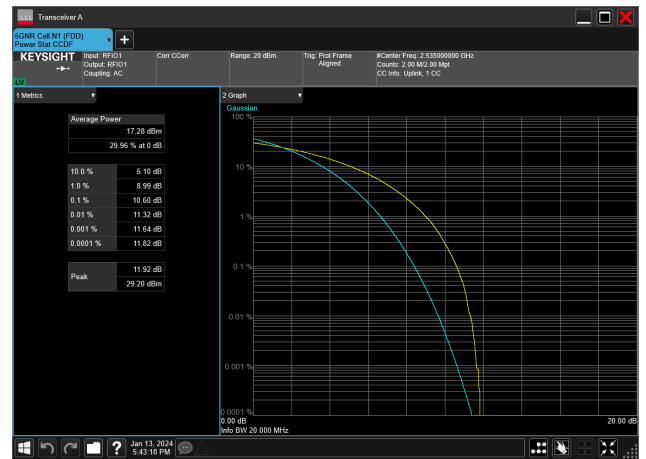 Transceiver A
5GNR Cell N1 (FDD)
Power Stat CCDF
KEYSIGHT
LXI
Input: RFIO1
Output: RFIO1
Coupling: AC
Corr CCorr
Range: 20 dBm
Trig: Prot Frame
Aligned
#Center Freq: 2.535000000 GHz
Counts: 2.00 M/2.00 Mpt
CC Info: Uplink, 1 CC
1 Metrics
Average Power
17.28 dBm
29.96 % at 0 dB
10.0 % 5.10 dB
1.0 % 8.99 dB
0.1 % 10.60 dB
0.01 % 11.32 dB
0.001 % 11.64 dB
0.0001 % 11.82 dB
Peak
11.92 dB
29.20 dBm
2 Graph
Gaussian
100 %
10 %
1 %
0.1 %
0.01 %
0.001 %
0.0001 %
0.00 dB
20.00 dB
Info BW 20.000 MHz
Jan 13, 2024
5:43:18 PM